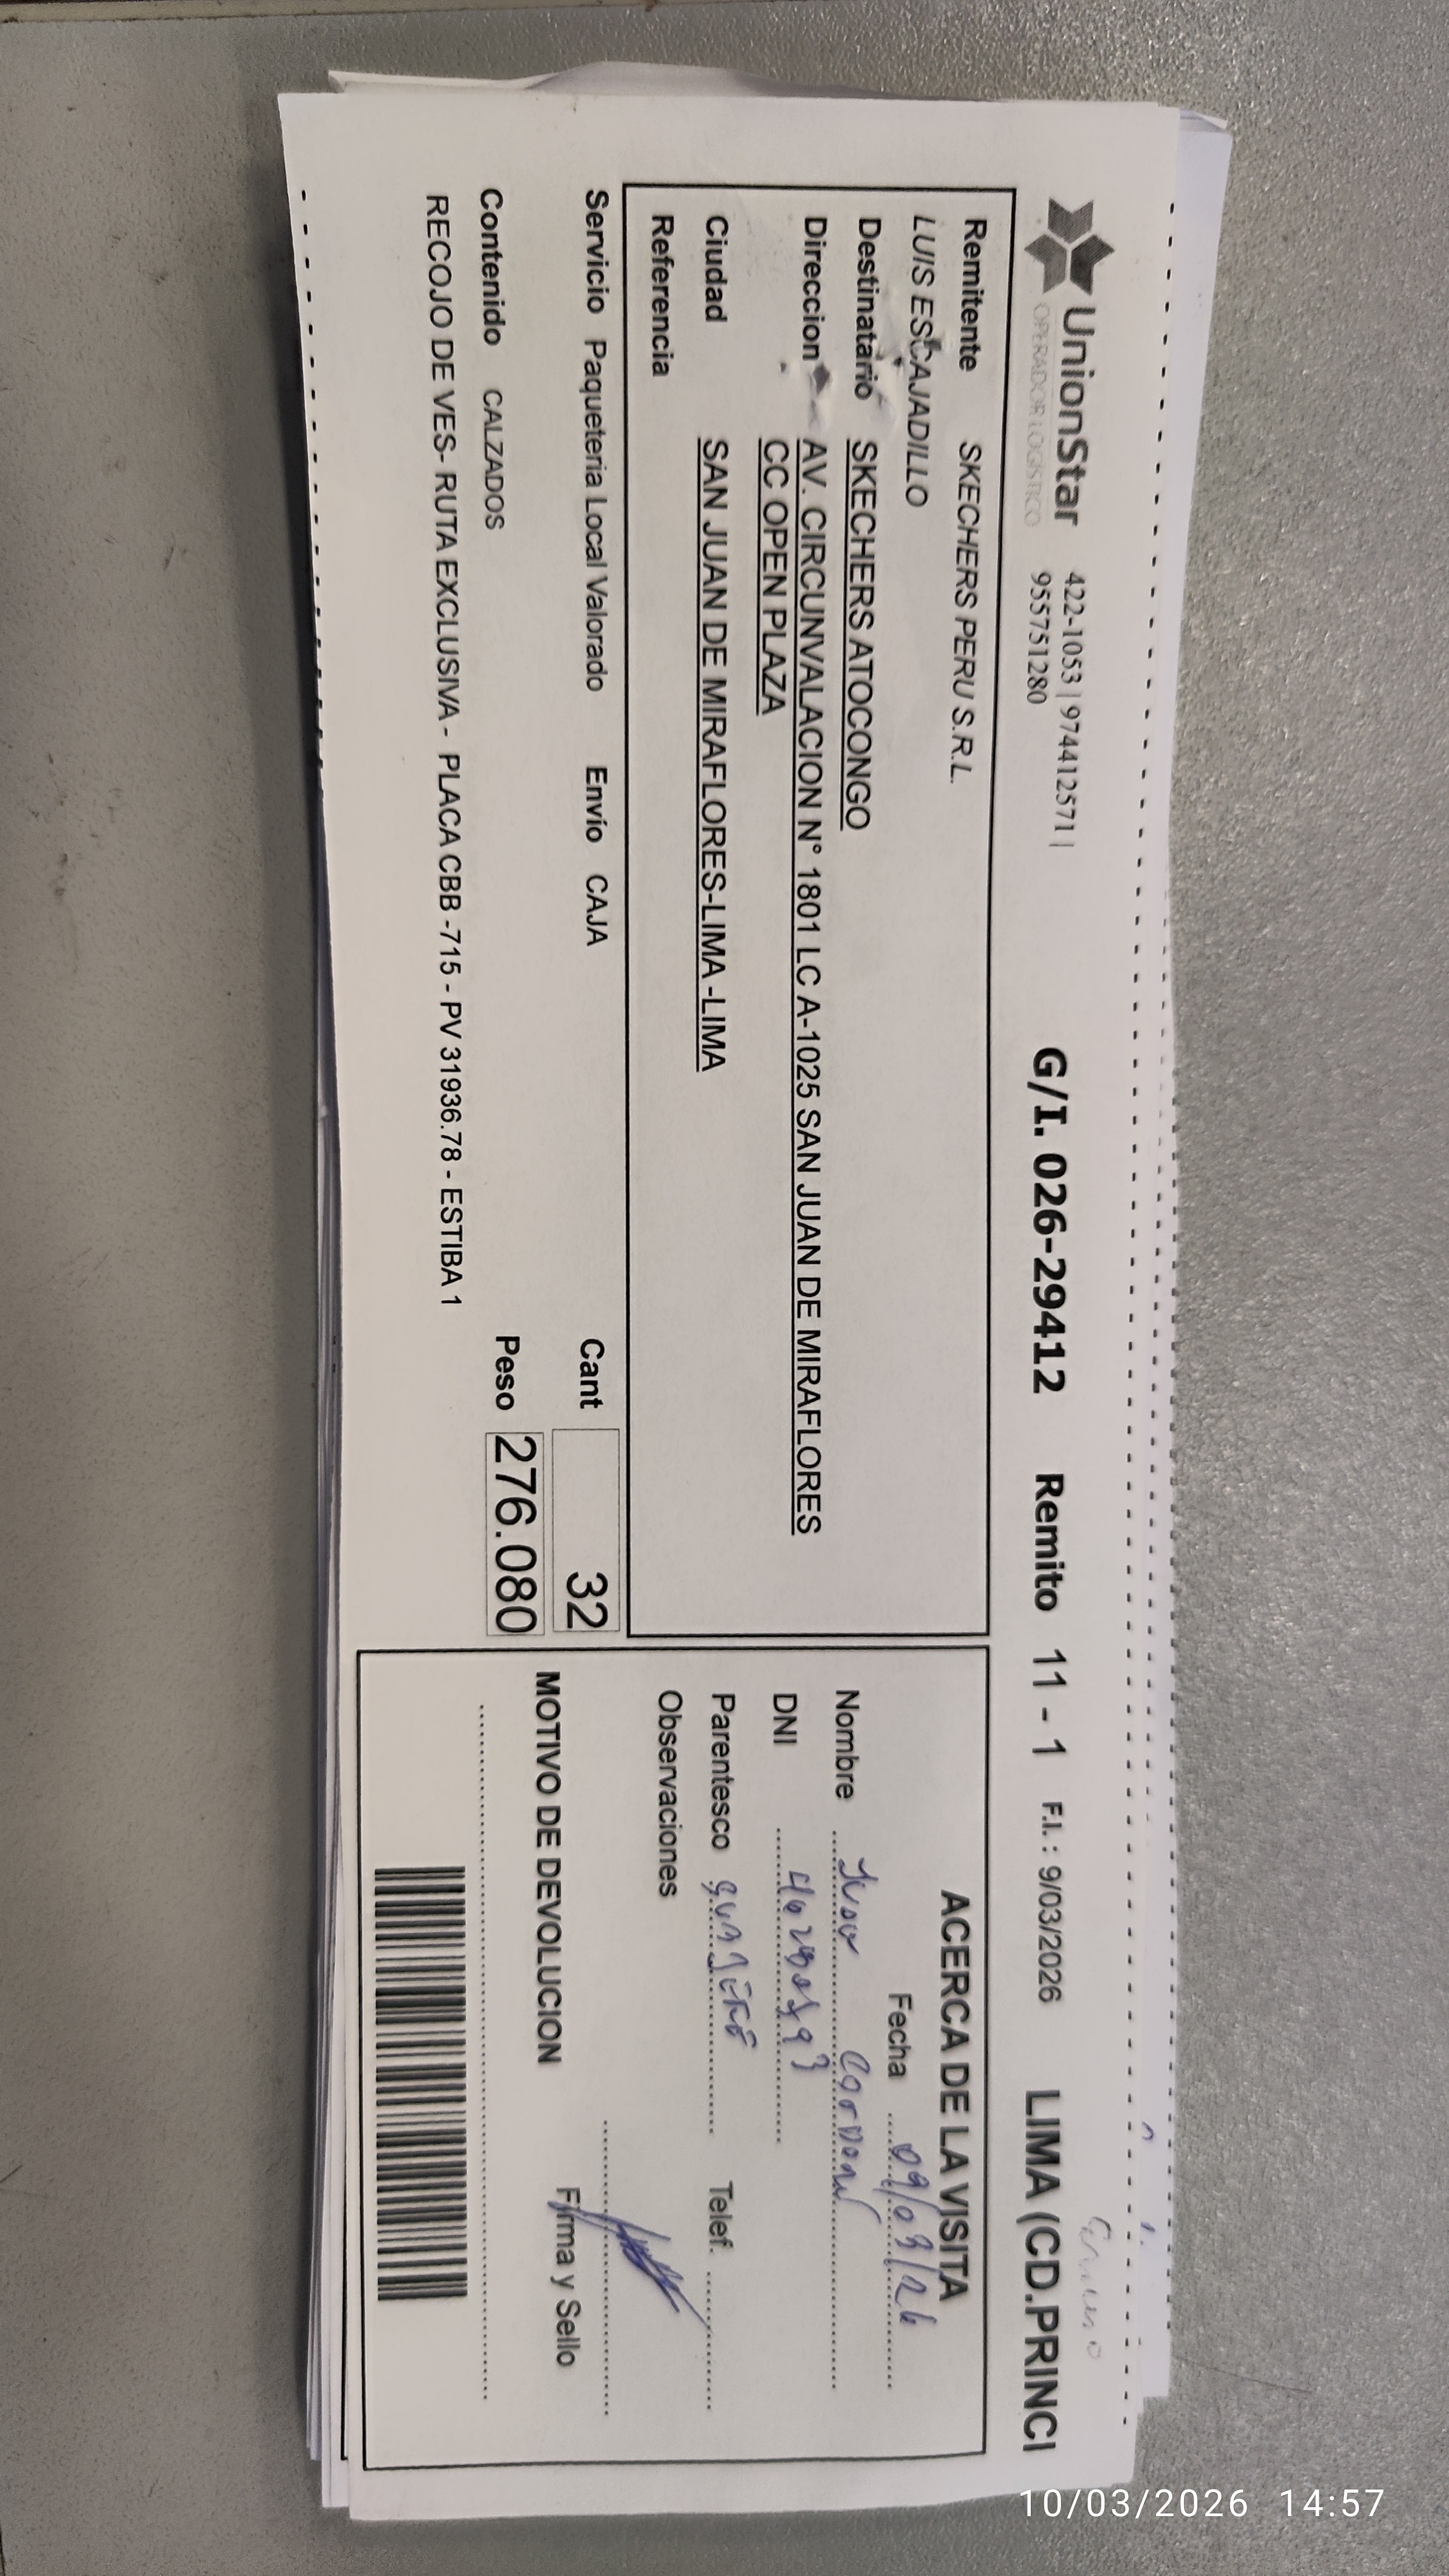 UnionStar
OPERADOR LOGISTICO
422-1053 | 974412571 |
955751280
G/I. 026-29412 Remito 11 - 1 F.I. : 9/03/2026 LIMA (CD.PRINCI
Remitente SKECHERS PERU S.R.L.
LUIS ESCAJADILLO
Destinatario SKECHERS ATOCONGO
Direccion AV. CIRCUNVALACION N° 1801 LC A-1025 SAN JUAN DE MIRAFLORES
CC OPEN PLAZA
Ciudad SAN JUAN DE MIRAFLORES-LIMA -LIMA
Referencia
Servicio Paqueteria Local Valorado Envío CAJA Cant 32
Contenido CALZADOS Peso 276.080
RECOJO DE VES- RUTA EXCLUSIVA - PLACA CBB -715 - PV 31936.78 - ESTIBA 1
ACERCA DE LA VISITA
Fecha 09/03/26
Nombre
DNI
Parentesco Telef.
Observaciones
Firma y Sello
MOTIVO DE DEVOLUCION
10/03/2026 14:57